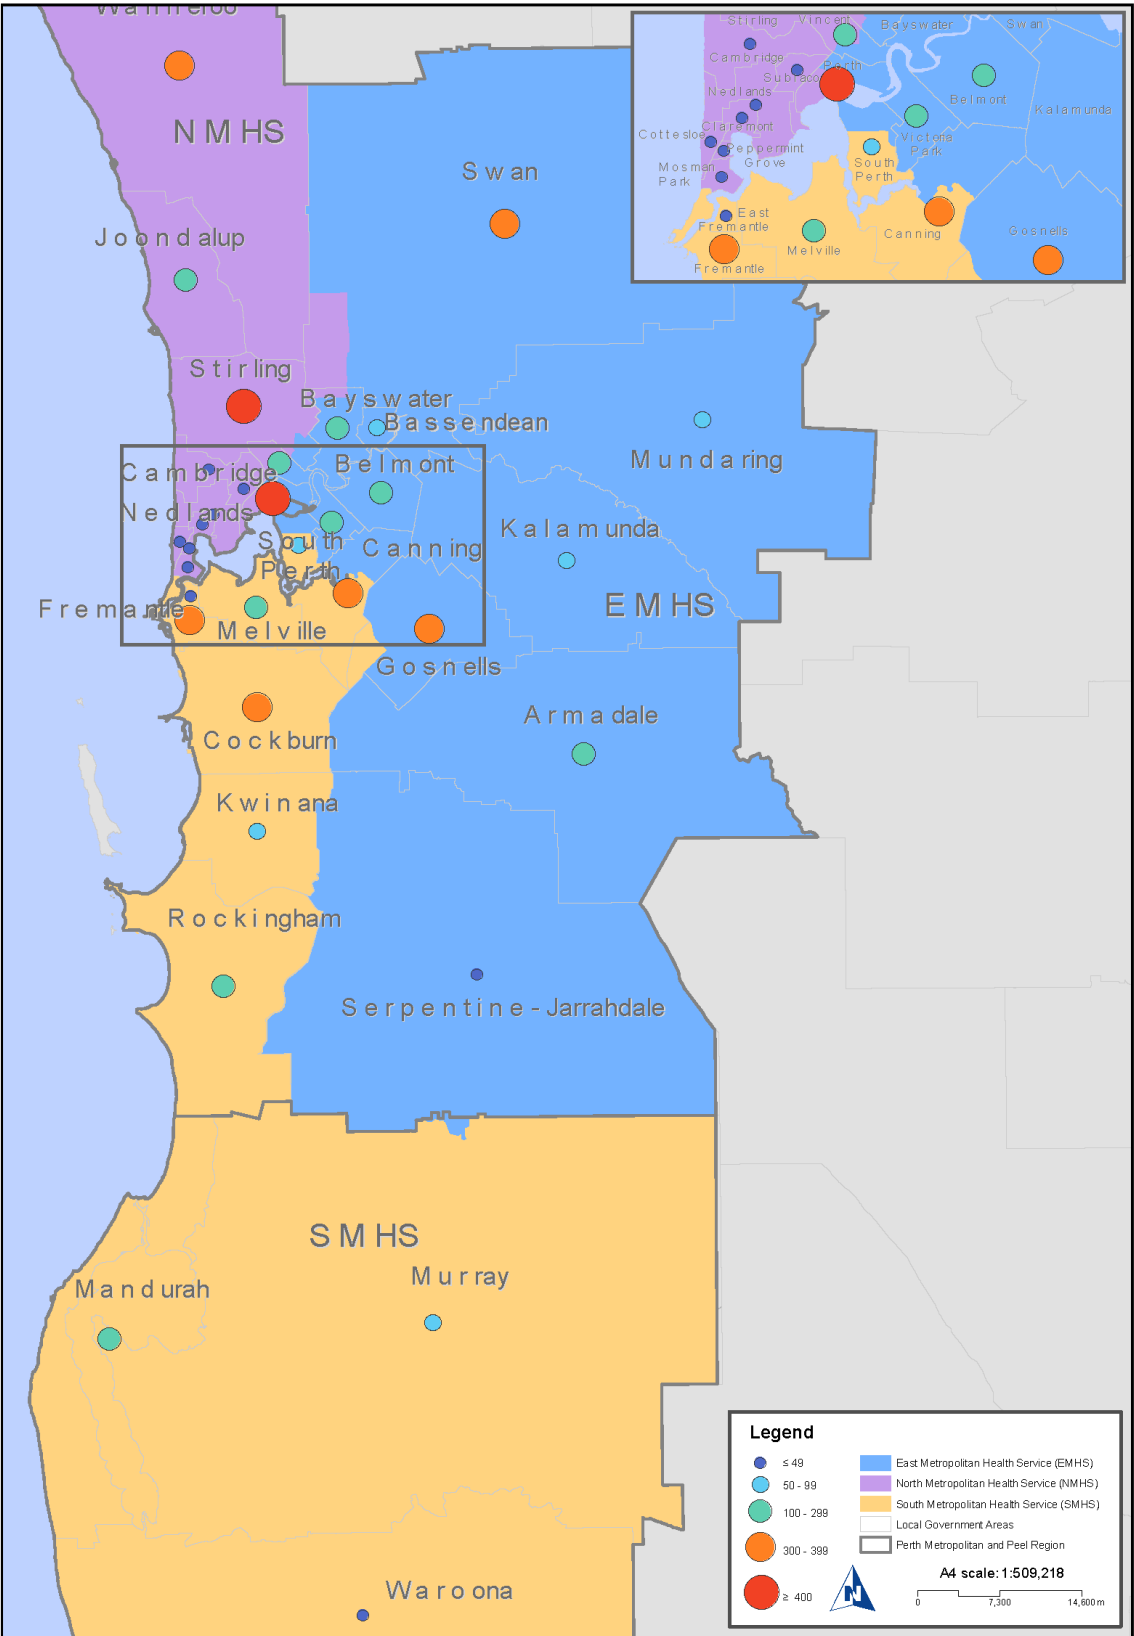 Wanneroo
NMHS
Swan
Joondalup
Stirling
Bayswater
Bassendean
Cambridge
Belmont
Mundaring
Nedlands
Kalamunda
South
Perth
Canning
EMHS
Fremantle
Melville
Gosnells
Armadale
Cockburn
Kwinana
Rockingham
Serpentine - Jarrahdale
SMHS
Murray
Mandurah
Waroona
Stirling
Vincent
Bayswater
Swan
Cambridge
Perth
Subiaco
Nedlands
Belmont
Kalamunda
Claremont
Cottesloe
Victoria
Park
Peppermint
Grove
Mosman
Park
South
Perth
East
Fremantle
Canning
Gosnells
Melville
Fremantle
Legend
≤ 49
50 - 99
100 - 299
300 - 399
≥ 400
East Metropolitan Health Service (EMHS)
North Metropolitan Health Service (NMHS)
South Metropolitan Health Service (SMHS)
Local Government Areas
Perth Metropolitan and Peel Region
N
A4 scale: 1:509,218
0 7,300 14,600 m